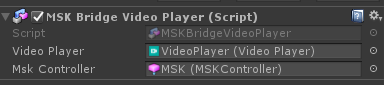 MSK Bridge Video Player (Script)
Script MSKBridgeVideoPlayer
Video Player VideoPlayer (Video Player)
Msk Controller MSK (MSKController)